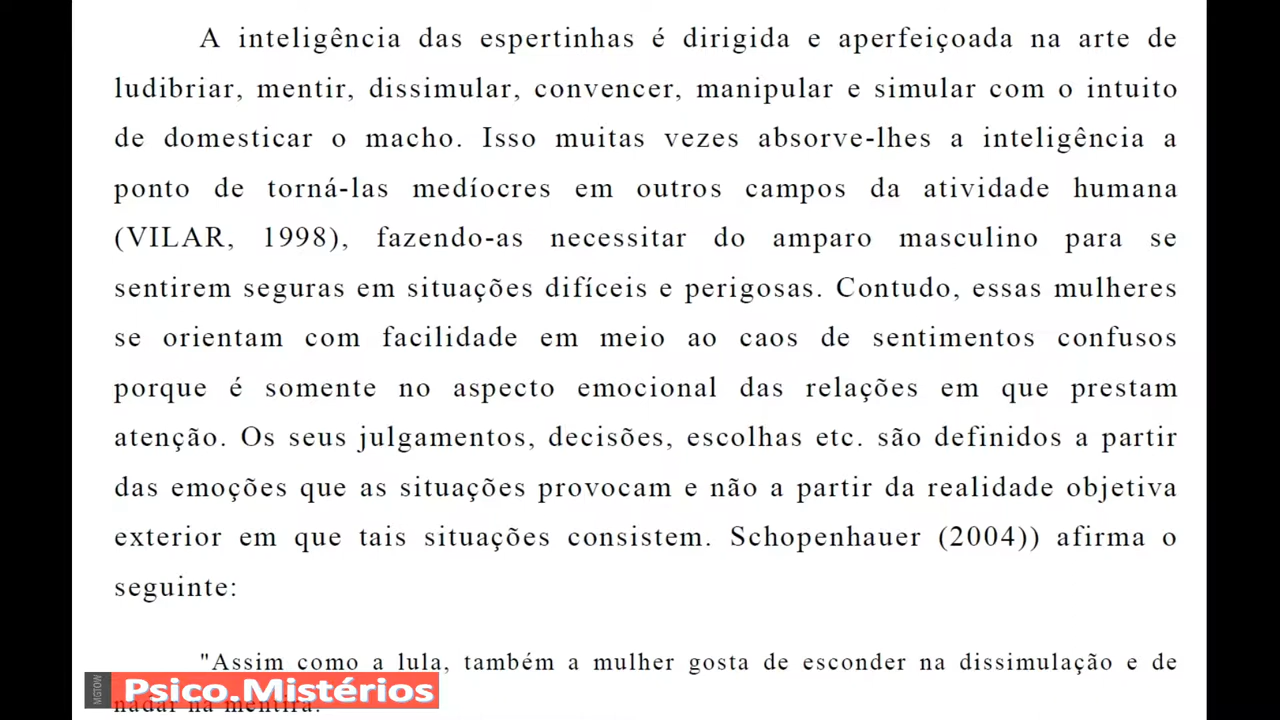 A inteligência das espertinhas é dirigida e aperfeiçoada na arte de
ludibriar, mentir, dissimular, convencer, manipular e simular com o intuito
de domesticar o macho. Isso muitas vezes absorve-lhes a inteligência a
ponto de torná-las medíocres em outros campos da atividade humana
(VILAR, 1998), fazendo-as necessitar do amparo masculino para se
sentirem seguras em situações difíceis e perigosas. Contudo, essas mulheres
se orientam com facilidade em meio ao caos de sentimentos confusos
porque é somente no aspecto emocional das relações em que prestam
atenção. Os seus julgamentos, decisões, escolhas etc. são definidos a partir
das emoções que as situações provocam e não a partir da realidade objetiva
exterior em que tais situações consistem. Schopenhauer (2004)) afirma o
seguinte:
"Assim como a lula, também a mulher gosta de esconder na dissimulação e de
nadar na mentira.
MGTOW
Psico.Mistérios